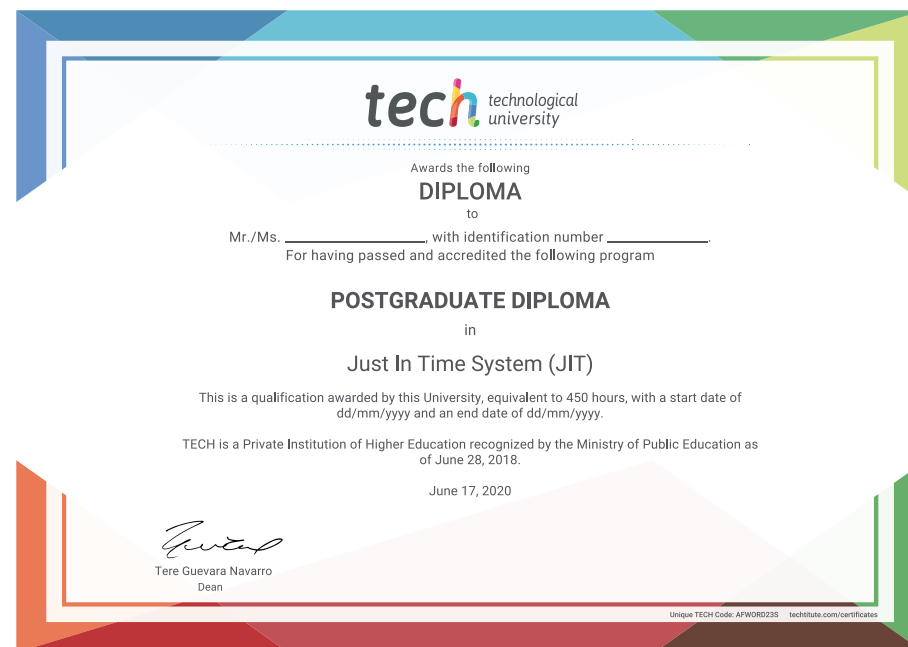 tech technological
university
Awards the following
DIPLOMA
to
Mr./Ms. ____________________, with identification number ______________.
For having passed and accredited the following program
POSTGRADUATE DIPLOMA
in
Just In Time System (JIT)
This is a qualification awarded by this University, equivalent to 450 hours, with a start date of
dd/mm/yyyy and an end date of dd/mm/yyyy.
TECH is a Private Institution of Higher Education recognized by the Ministry of Public Education as
of June 28, 2018.
June 17, 2020
Tere Guevara Navarro
Dean
Unique TECH Code: AFWORD23S techtitute.com/certificates